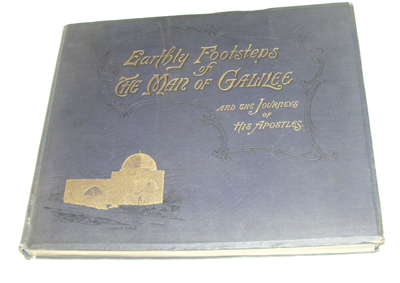 Earthly Footsteps
of
The Man of Galilee
and the Journeys
of
His Apostles.